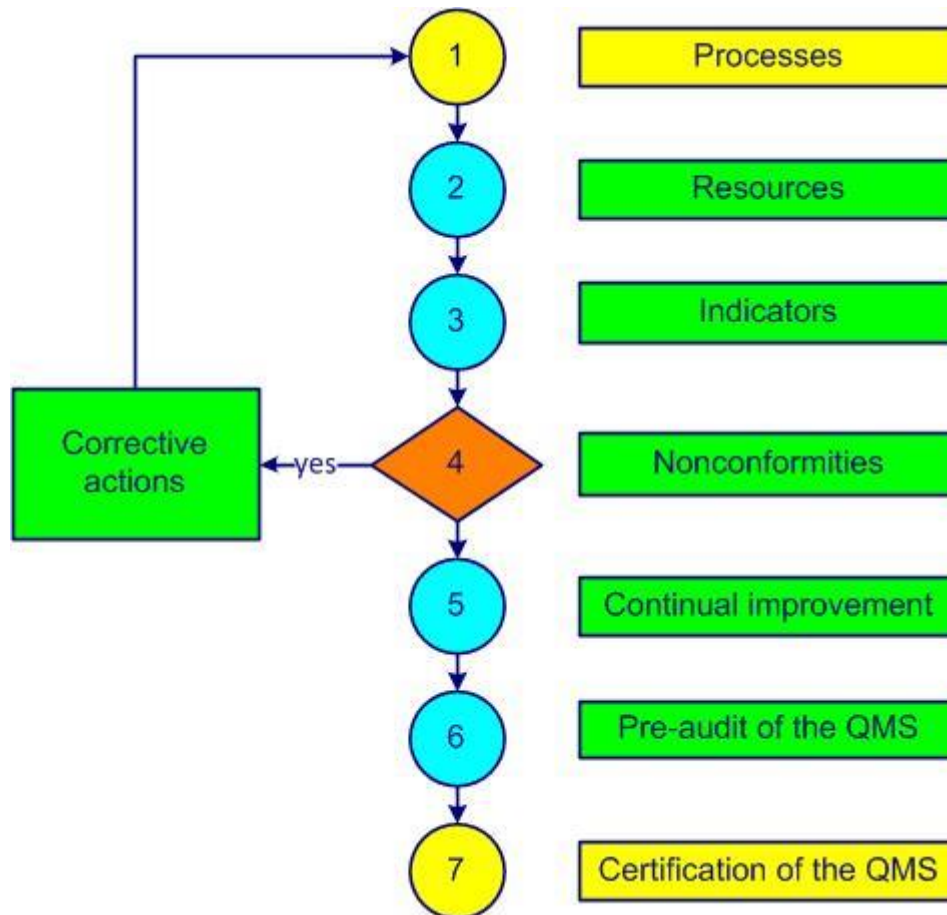 1
Processes
2
Resources
3
Indicators
Corrective
actions
yes
4
Nonconformities
5
Continual improvement
6
Pre-audit of the QMS
7
Certification of the QMS